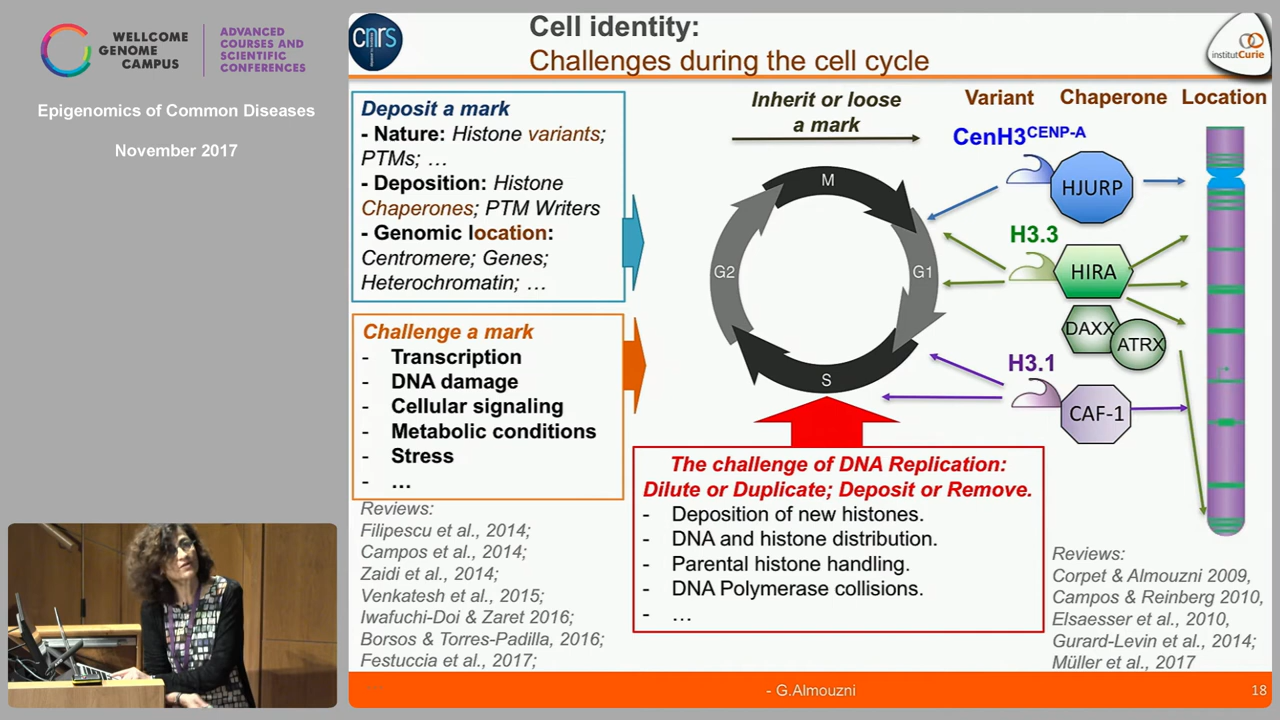 WELLCOME
GENOME
CAMPUS
ADVANCED
COURSES AND
SCIENTIFIC
CONFERENCES
Epigenomics of Common Diseases
November 2017
cnrs
Cell identity:
Challenges during the cell cycle
institutCurie
Deposit a mark
- Nature: Histone variants;
PTMs; …
- Deposition: Histone
Chaperones; PTM Writers
- Genomic location:
Centromere; Genes;
Heterochromatin; …
Challenge a mark
- Transcription
- DNA damage
- Cellular signaling
- Metabolic conditions
- Stress
- …
Reviews:
Filipescu et al., 2014;
Campos et al., 2014;
Zaidi et al., 2014;
Venkatesh et al., 2015;
Iwafuchi-Doi & Zaret 2016;
Borsos & Torres-Padilla, 2016;
Festuccia et al., 2017;
…
Inherit or loose
a mark
M
G2
G1
S
The challenge of DNA Replication:
Dilute or Duplicate; Deposit or Remove.
- Deposition of new histones.
- DNA and histone distribution.
- Parental histone handling.
- DNA Polymerase collisions.
- …
Variant Chaperone Location
CenH3CENP-A
HJURP
H3.3
HIRA
DAXX
ATRX
H3.1
CAF-1
Reviews:
Corpet & Almouzni 2009,
Campos & Reinberg 2010,
Elsaesser et al., 2010,
Gurard-Levin et al., 2014;
Müller et al., 2017
- G.Almouzni
18